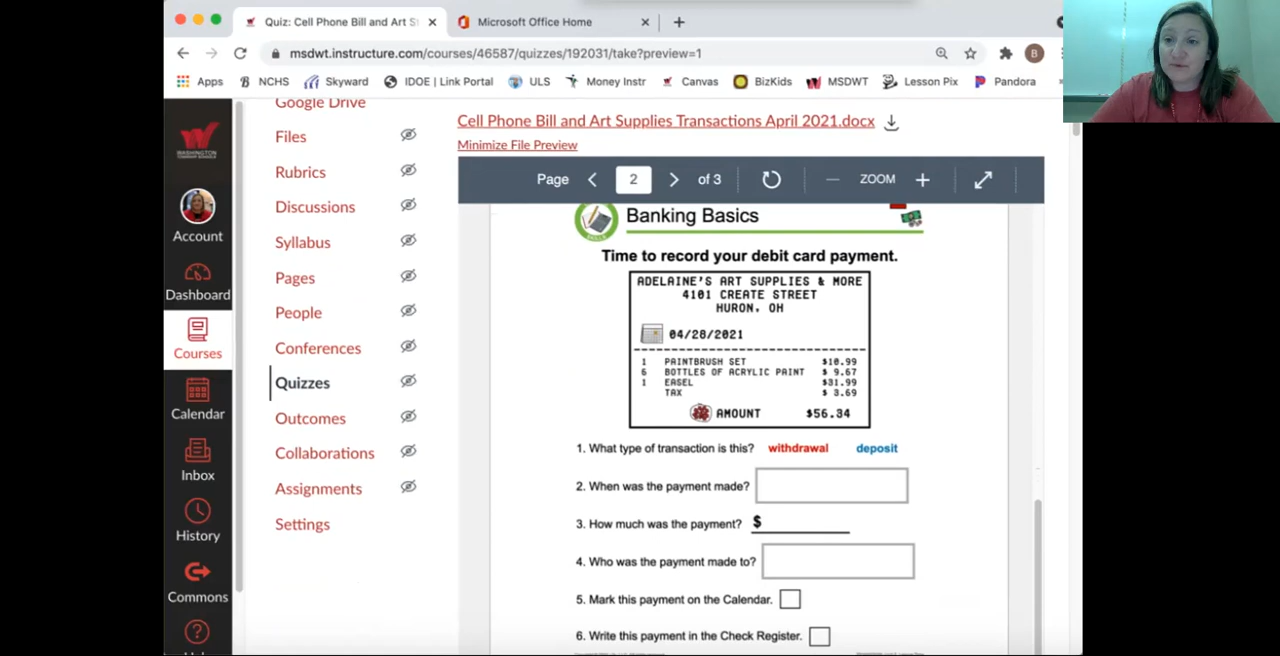 Quiz: Cell Phone Bill and Art S
Microsoft Office Home
msdwt.instructure.com/courses/46587/quizzes/192031/take?preview=1
B
Apps
NCHS
Skyward
IDOE | Link Portal
ULS
Money Instr
Canvas
BizKids
MSDWT
Lesson Pix
Pandora
WASHINGTON
TOWNSHIP SCHOOLS
Account
Dashboard
Courses
Calendar
Inbox
History
Commons
Google Drive
Files
Rubrics
Discussions
Syllabus
Pages
People
Conferences
Quizzes
Outcomes
Collaborations
Assignments
Settings
Cell Phone Bill and Art Supplies Transactions April 2021.docx
Minimize File Preview
Page 2 of 3 ZOOM
SKILLS
Banking Basics
Time to record your debit card payment.
ADELAINE'S ART SUPPLIES & MORE
4101 CREATE STREET
HURON, OH
04/28/2021
1 PAINTBRUSH SET $10.99
6 BOTTLES OF ACRYLIC PAINT $ 9.67
1 EASEL $31.99
TAX $ 3.69
AMOUNT $56.34
1. What type of transaction is this? withdrawal deposit
2. When was the payment made?
3. How much was the payment? $
4. Who was the payment made to?
5. Mark this payment on the Calendar.
6. Write this payment in the Check Register.